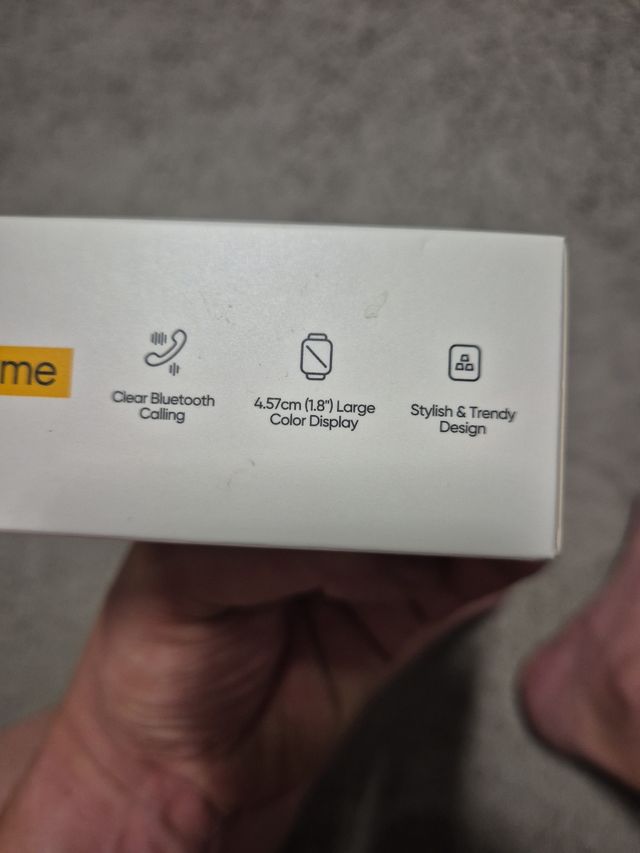 me
Clear Bluetooth
Calling
4.57cm (1.8") Large
Color Display
Stylish & Trendy
Design